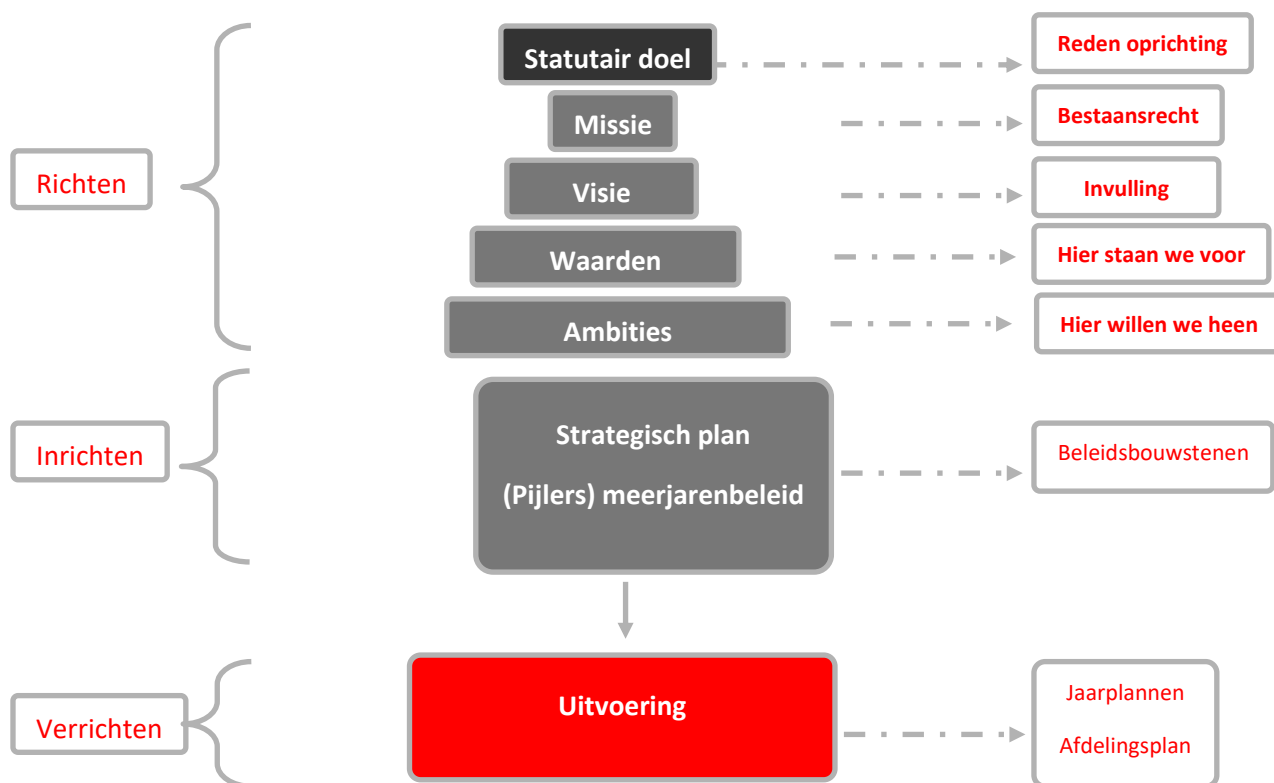 Statutair doel
Reden oprichting
Missie
Bestaansrecht
Richten
Visie
Invulling
Waarden
Hier staan we voor
Ambities
Hier willen we heen
Inrichten
Strategisch plan
(Pijlers) meerjarenbeleid
Beleidsbouwstenen
Verrichten
Uitvoering
Jaarplannen
Afdelingsplan